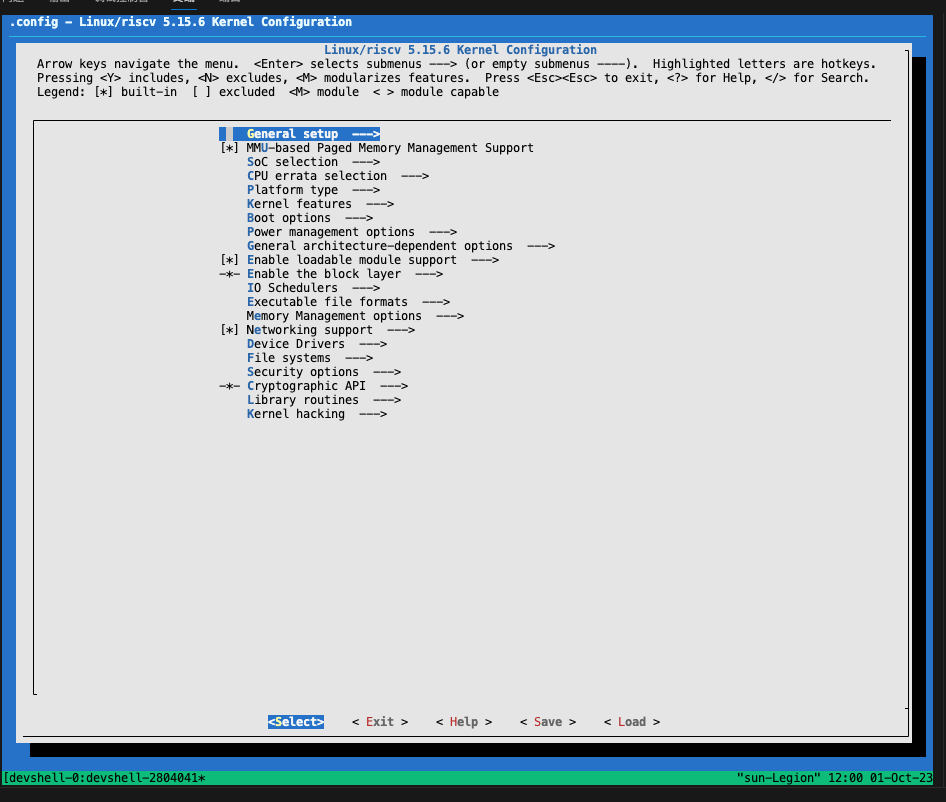 .config - Linux/riscv 5.15.6 Kernel Configuration
Linux/riscv 5.15.6 Kernel Configuration
Arrow keys navigate the menu.  <Enter> selects submenus ---> (or empty submenus ----).  Highlighted letters are hotkeys.
Pressing <Y> includes, <N> excludes, <M> modularizes features.  Press <Esc><Esc> to exit, <?> for Help, </> for Search.
Legend: [*] built-in  [ ] excluded  <M> module  < > module capable
General setup  --->
[*] MMU-based Paged Memory Management Support
SoC selection  --->
CPU errata selection  --->
Platform type  --->
Kernel features  --->
Boot options  --->
Power management options  --->
General architecture-dependent options  --->
[*] Enable loadable module support  --->
-*- Enable the block layer  --->
IO Schedulers  --->
Executable file formats  --->
Memory Management options  --->
[*] Networking support  --->
Device Drivers  --->
File systems  --->
Security options  --->
-*- Cryptographic API  --->
Library routines  --->
Kernel hacking  --->
<Select>    < Exit >    < Help >    < Save >    < Load >
[devshell-0:devshell-2804041*    "sun-Legion" 12:00 01-Oct-23